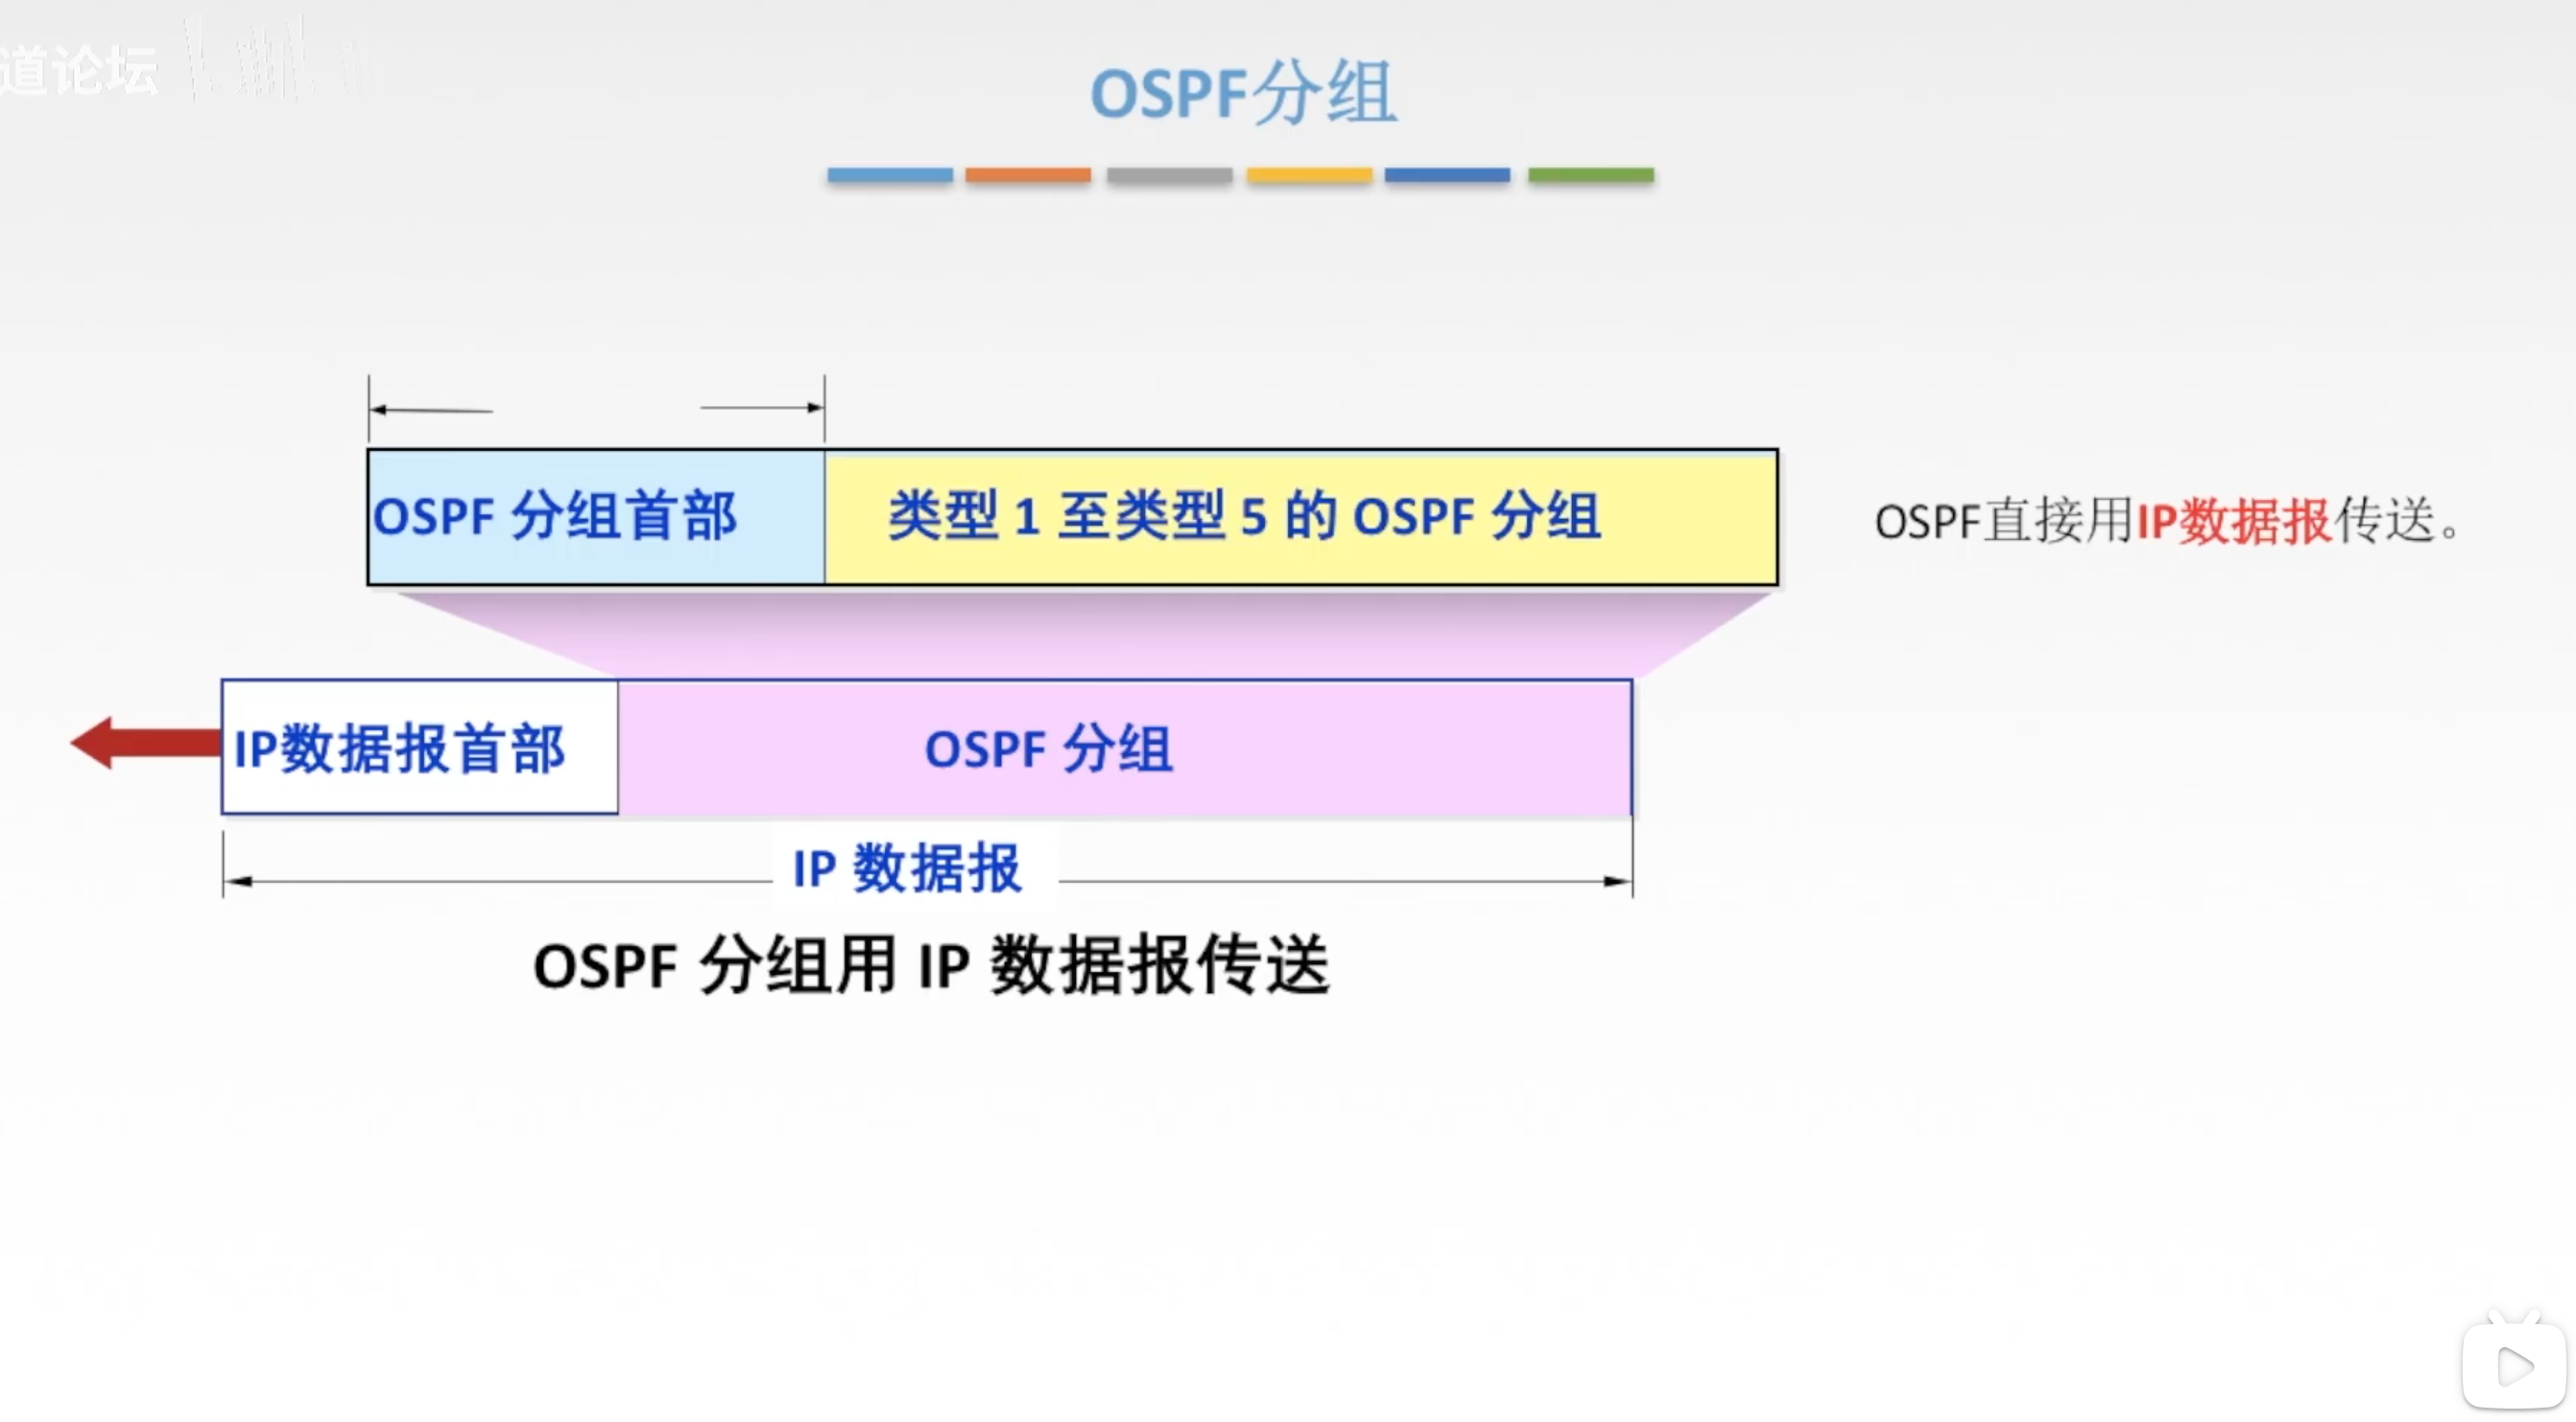 道论坛
OSPF分组
OSPF 分组首部
类型 1 至类型 5 的 OSPF 分组
OSPF直接用IP数据报传送。
IP数据报首部
OSPF 分组
IP 数据报
OSPF 分组用 IP 数据报传送